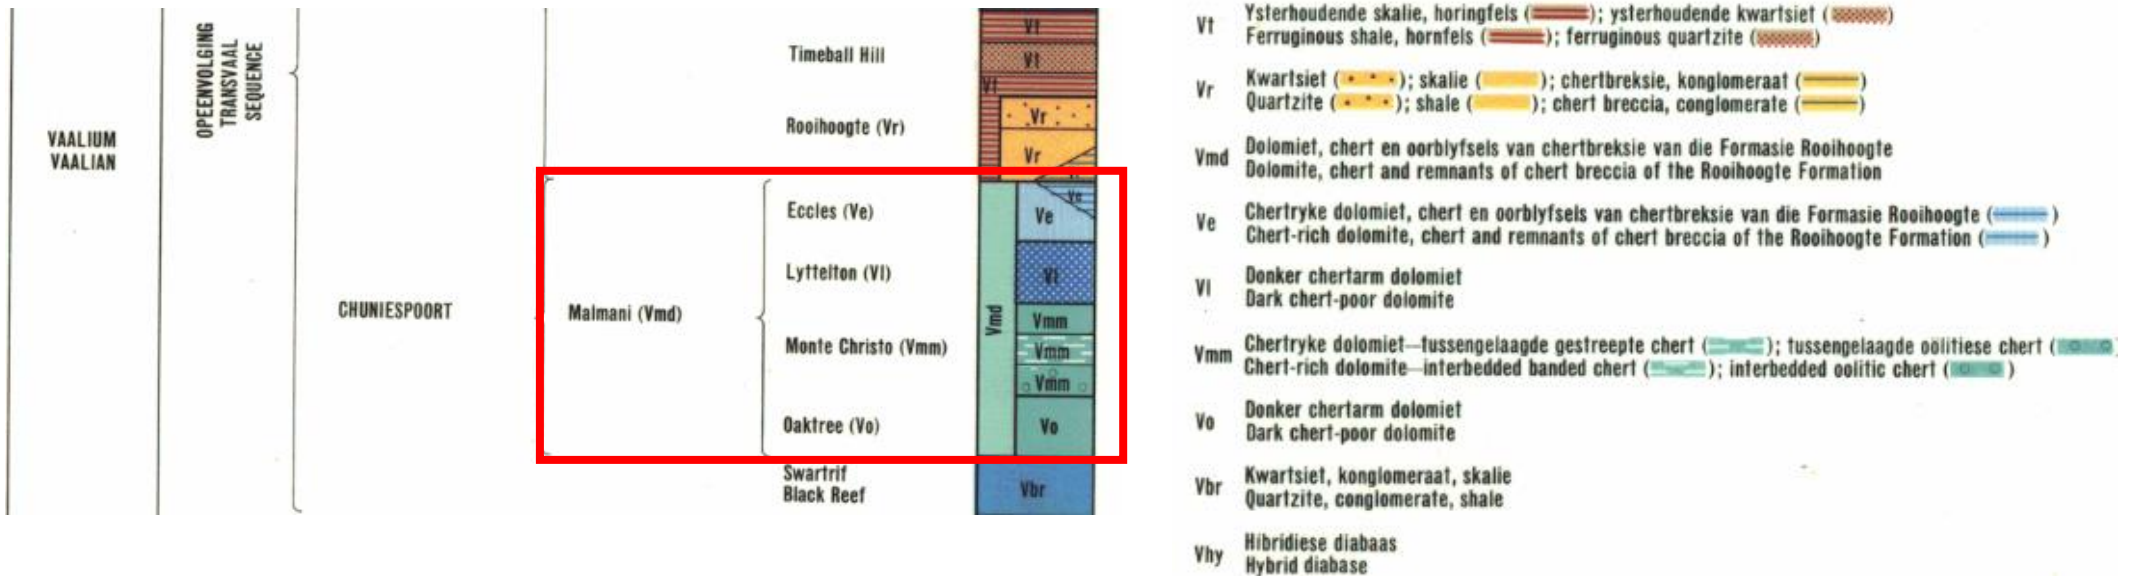 VAALIUM
VAALIAN
OPEENVOLGING
TRANSVAAL
SEQUENCE
CHUNIESPOORT
Malmani (Vmd)
Timeball Hill
Rooihoogte (Vr)
Eccles (Ve)
Lyttelton (Vl)
Monte Christo (Vmm)
Oaktree (Vo)
Swartrif
Black Reef
Vt
Vt
Vt
Vr
Vr
Ve
Ve
Vl
Vmd
Vmm
Vmm
Vmm
Vo
Vbr
Vt
Ysterhoudende skalie, horingfels ( ); ysterhoudende kwartsiet ( )
Ferruginous shale, hornfels ( ); ferruginous quartzite ( )
Vr
Kwartsiet ( ); skalie ( ); chertbreksie, konglomeraat ( )
Quartzite ( ); shale ( ); chert breccia, conglomerate ( )
Vmd
Dolomiet, chert en oorblyfsels van chertbreksie van die Formasie Rooihoogte
Dolomite, chert and remnants of chert breccia of the Rooihoogte Formation
Ve
Chertryke dolomiet, chert en oorblyfsels van chertbreksie van die Formasie Rooihoogte ( )
Chert-rich dolomite, chert and remnants of chert breccia of the Rooihoogte Formation ( )
Vl
Donker chertarm dolomiet
Dark chert-poor dolomite
Vmm
Chertryke dolomiet—tussengelaagde gestreepte chert ( ); tussengelaagde oölitiese chert ( )
Chert-rich dolomite—interbedded banded chert ( ); interbedded oolitic chert ( )
Vo
Donker chertarm dolomiet
Dark chert-poor dolomite
Vbr
Kwartsiet, konglomeraat, skalie
Quartzite, conglomerate, shale
Vhy
Hibridiese diabaas
Hybrid diabase